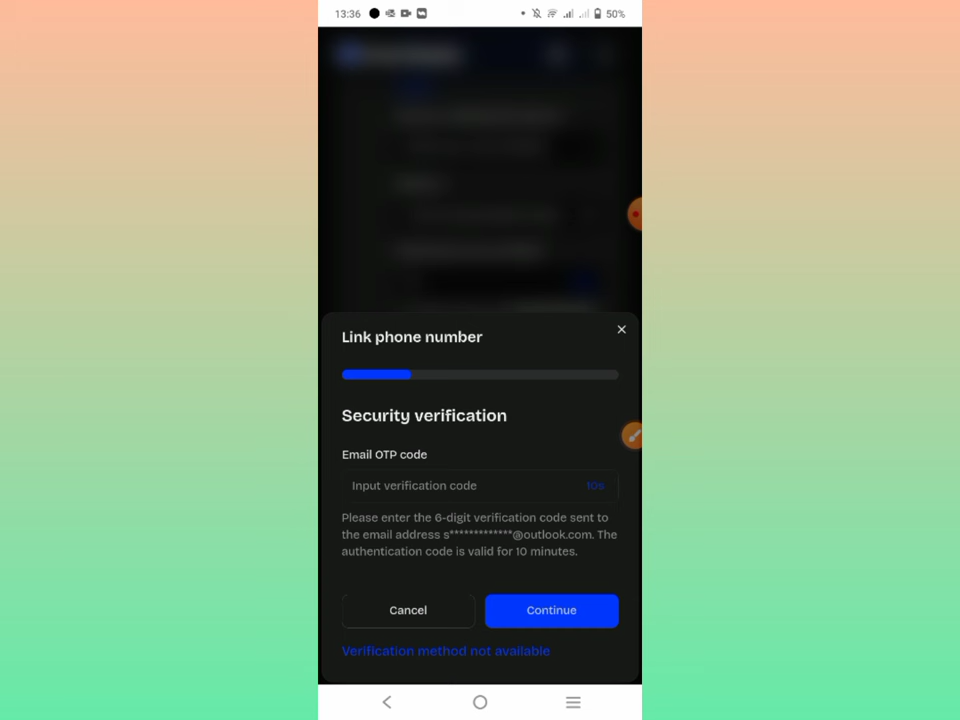 13:36
50%
Link phone number
Security verification
Email OTP code
Input verification code 10s
Please enter the 6-digit verification code sent to
the email address s*************@outlook.com. The
authentication code is valid for 10 minutes.
Cancel Continue
Verification method not available